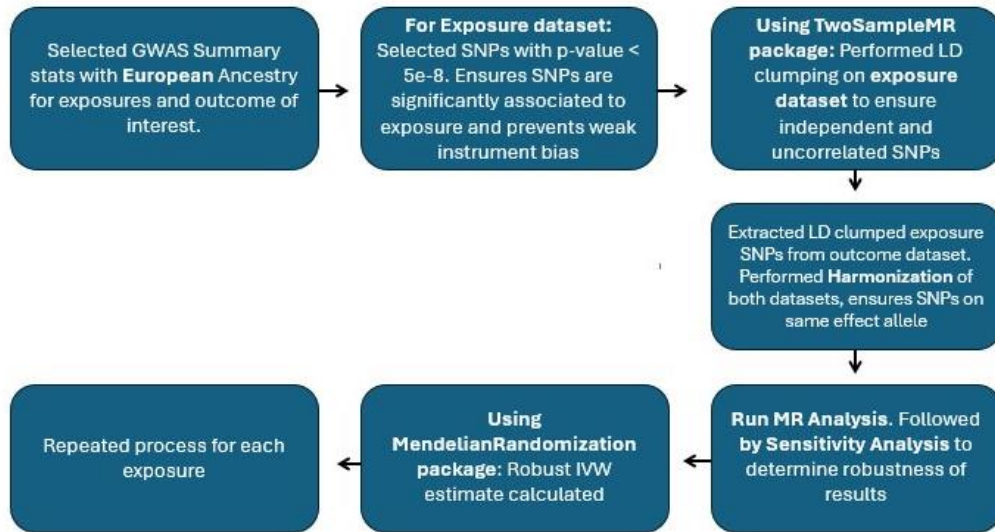 Selected GWAS Summary
stats with European Ancestry
for exposures and outcome of
interest.
For Exposure dataset:
Selected SNPs with p-value <
5e-8. Ensures SNPs are
significantly associated to
exposure and prevents weak
instrument bias
Using TwoSampleMR
package: Performed LD
clumping on exposure
dataset to ensure
independent and
uncorrelated SNPs
Extracted LD clumped exposure
SNPs from outcome dataset.
Performed Harmonization of
both datasets, ensures SNPs on
same effect allele
Run MR Analysis. Followed
by Sensitivity Analysis to
determine robustness of
results
Using
MendelianRandomization
package: Robust IVW
estimate calculated
Repeated process for each
exposure